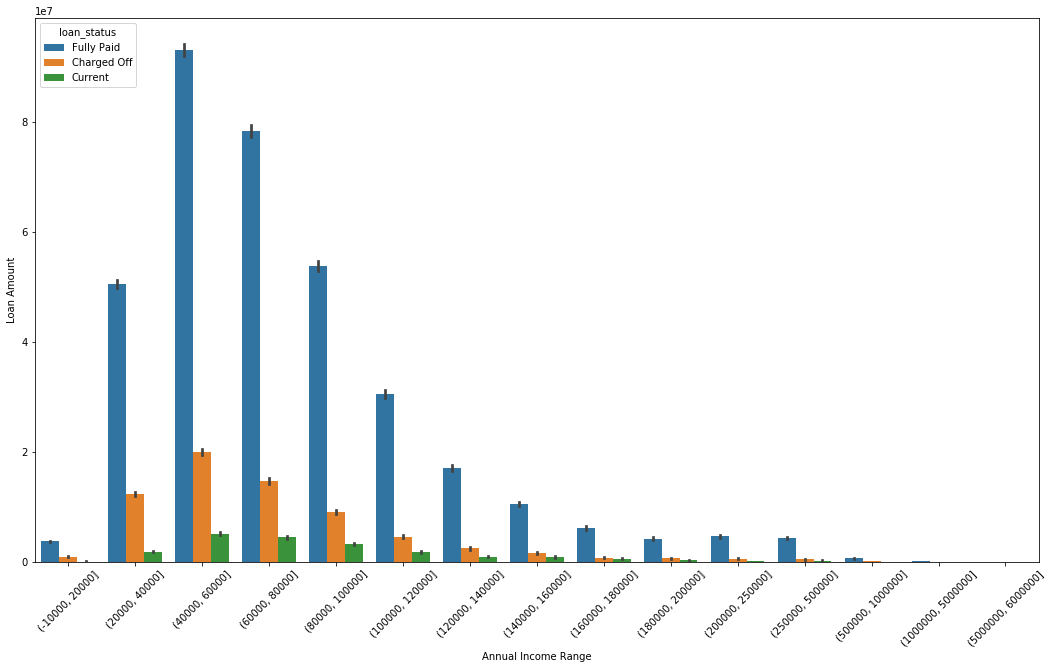 1e7
loan_status
Fully Paid
Charged Off
Current
8
6
4
2
0
Loan Amount
(-10000, 20000]
(20000, 40000]
(40000, 60000]
(60000, 80000]
(80000, 100000]
(100000, 120000]
(120000, 140000]
(140000, 160000]
(160000, 180000]
(180000, 200000]
(200000, 250000]
(250000, 500000]
(500000, 1000000]
(1000000, 5000000]
(5000000, 6000000]
Annual Income Range